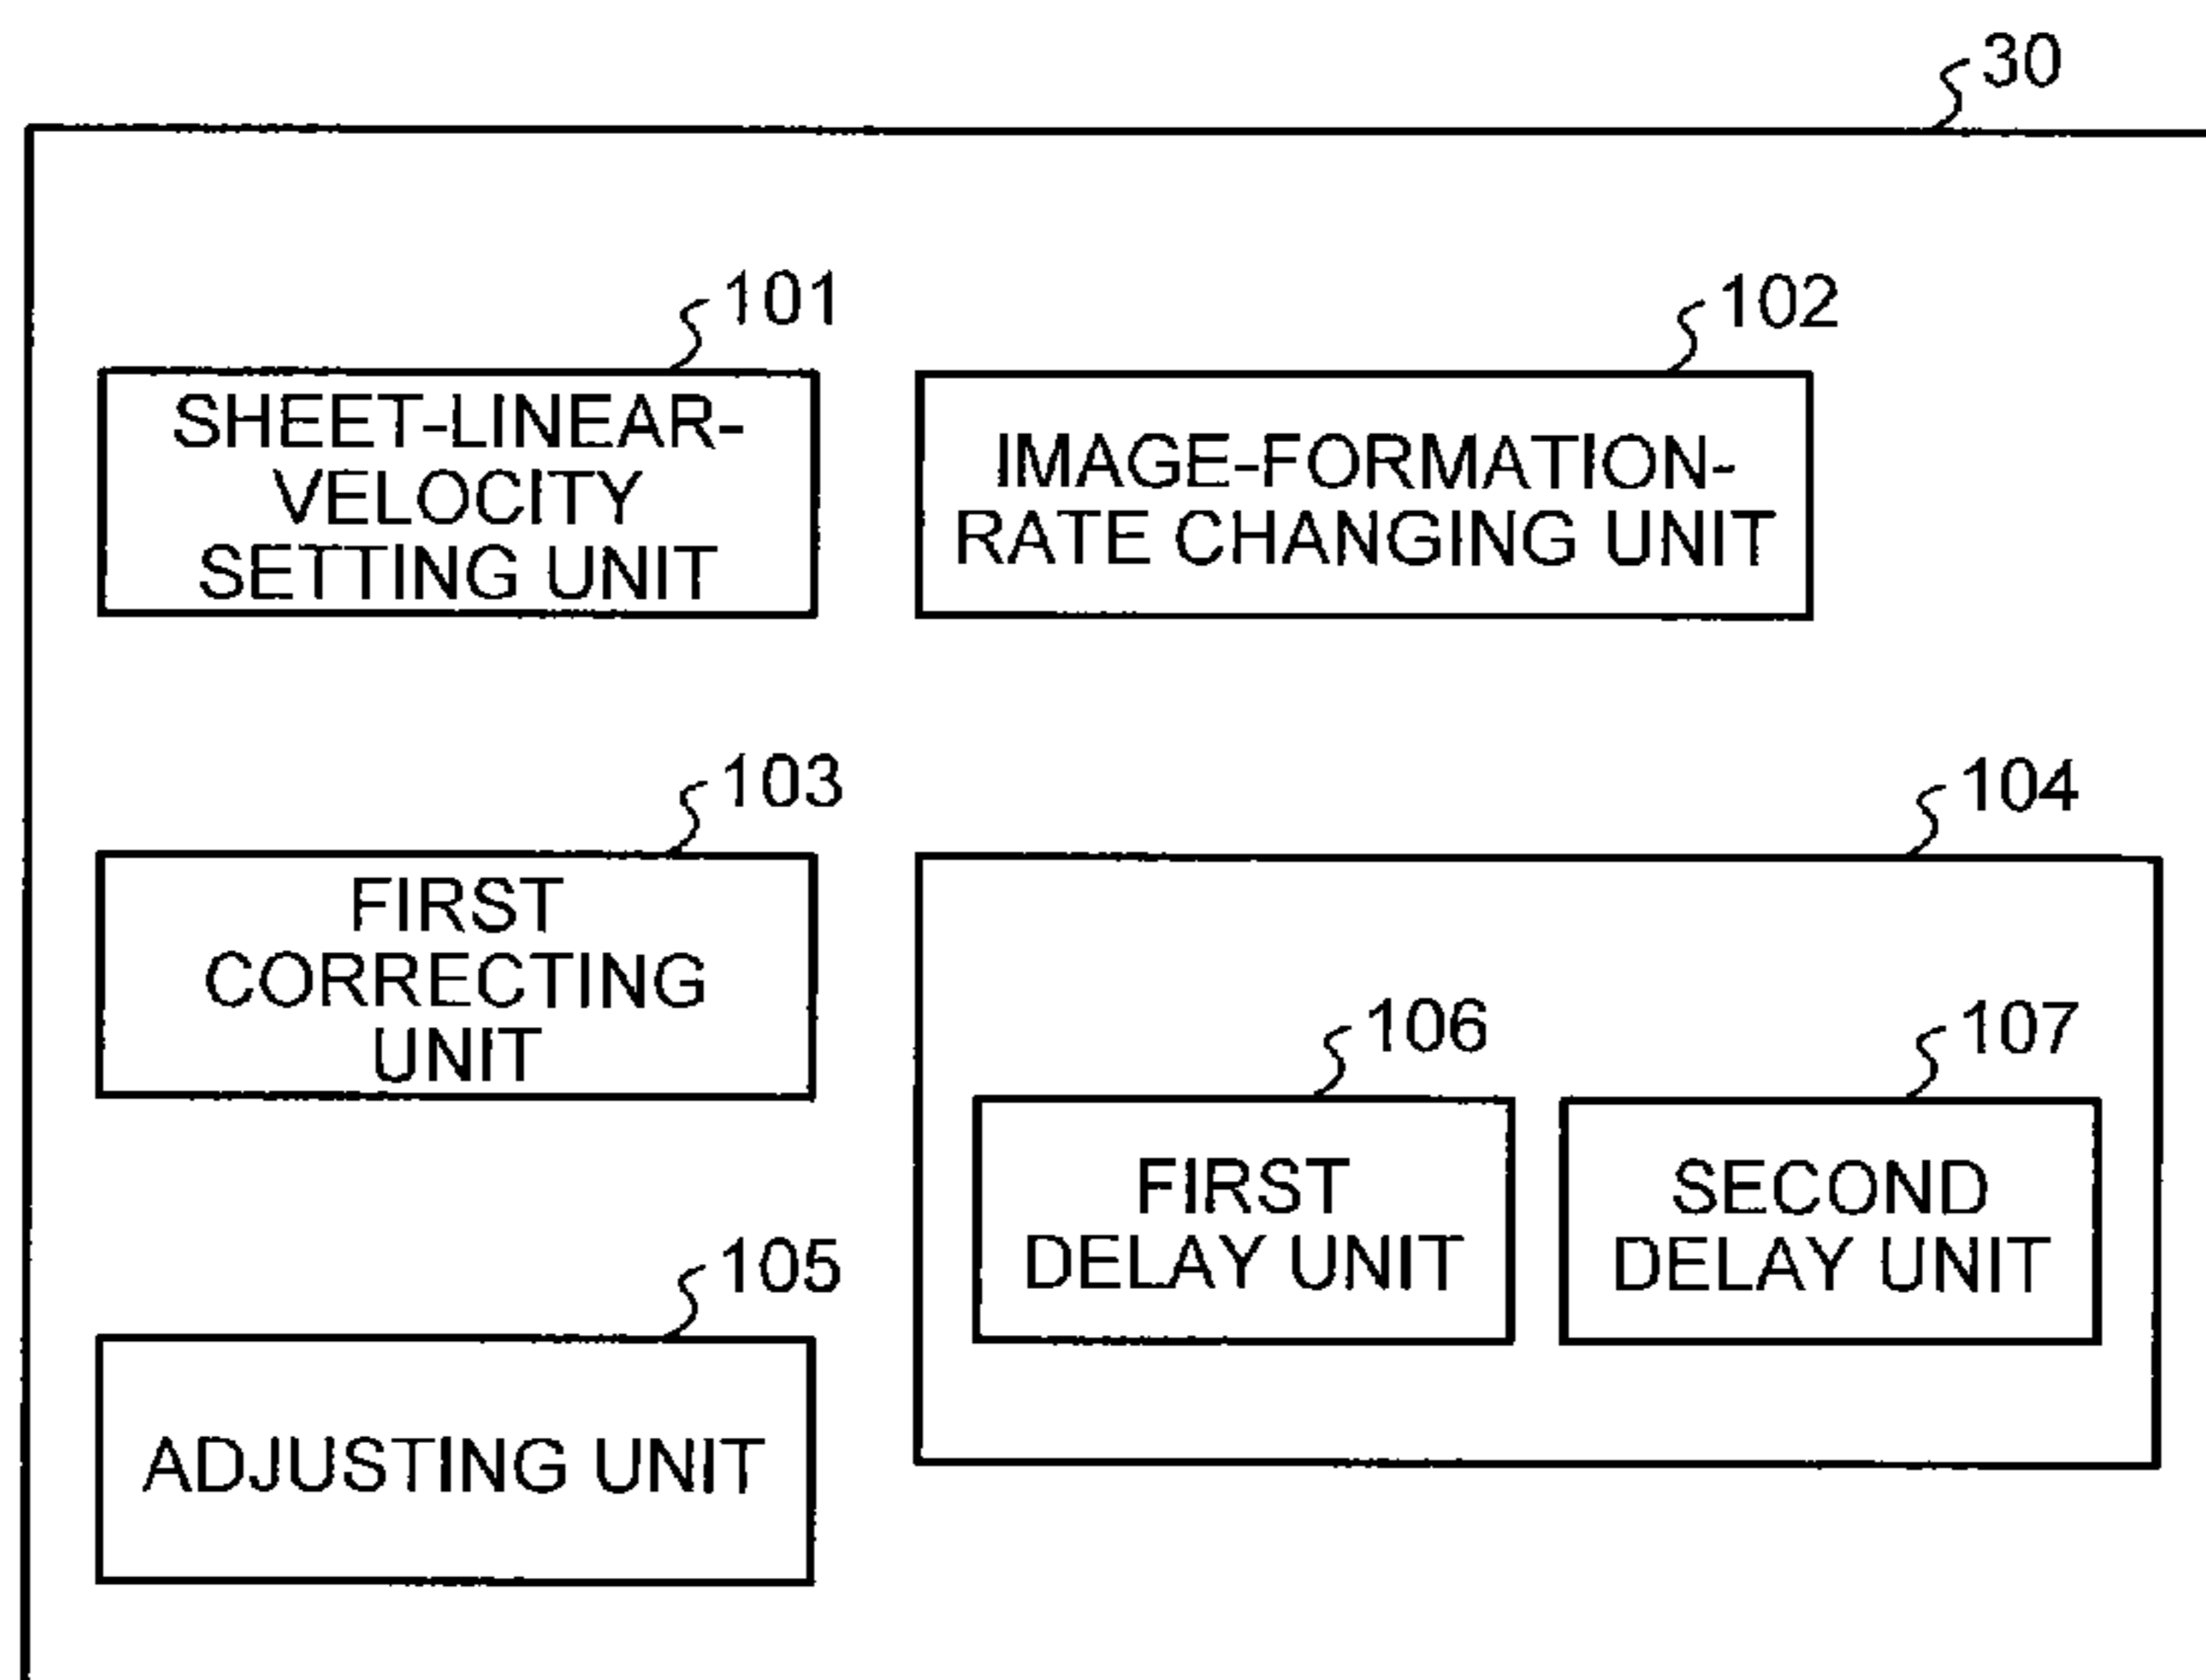 30
101
SHEET-LINEAR-
VELOCITY
SETTING UNIT
102
IMAGE-FORMATION-
RATE CHANGING UNIT
103
FIRST
CORRECTING
UNIT
104
106
FIRST
DELAY UNIT
107
SECOND
DELAY UNIT
105
ADJUSTING UNIT